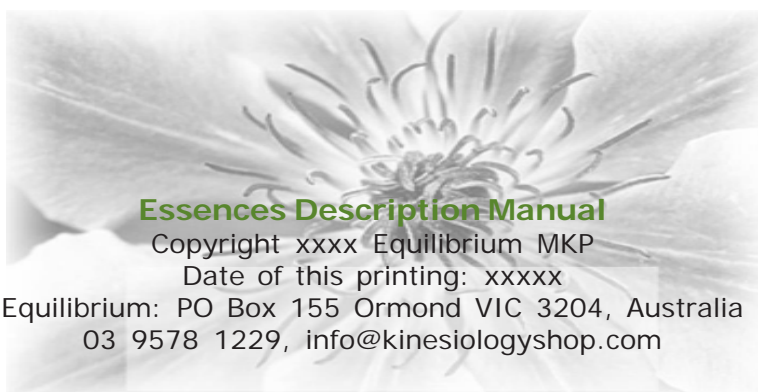 Essences Description Manual
Copyright xxxx Equilibrium MKP
Date of this printing: xxxxx
Equilibrium: PO Box 155 Ormond VIC 3204, Australia
03 9578 1229, info@kinesiologyshop.com